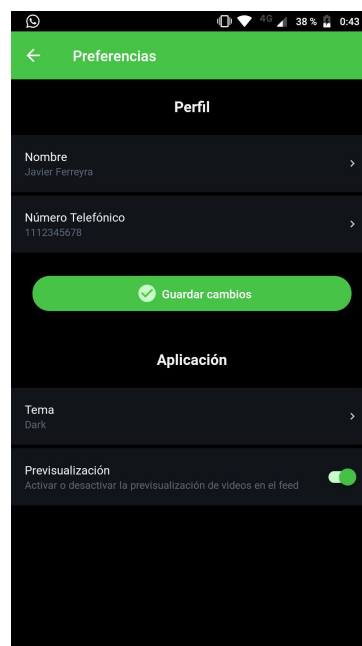 4G 38 % 0:43
Preferencias
Perfil
Nombre
Javier Ferreyra
Número Telefónico
1112345678
Guardar cambios
Aplicación
Tema
Dark
Previsualización
Activar o desactivar la previsualización de videos en el feed